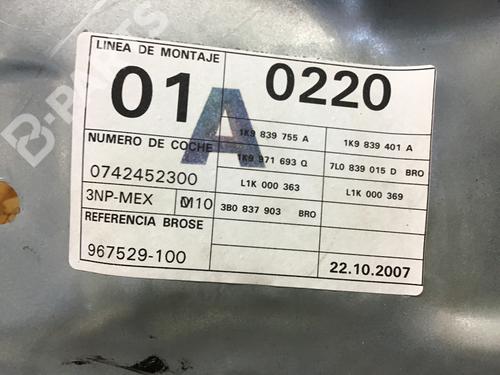 LINEA DE MONTAJE
01
A
0220
NUMERO DE COCHE
0742452300
1K9 839 755 A
1K9 839 401 A
1K9 971 693 Q
7L0 839 015 D BRO
L1K 000 363
L1K 000 369
3NP-MEX
M10
3B0 837 903 BRO
REFERENCIA BROSE
967529-100
22.10.2007
B-PARTS